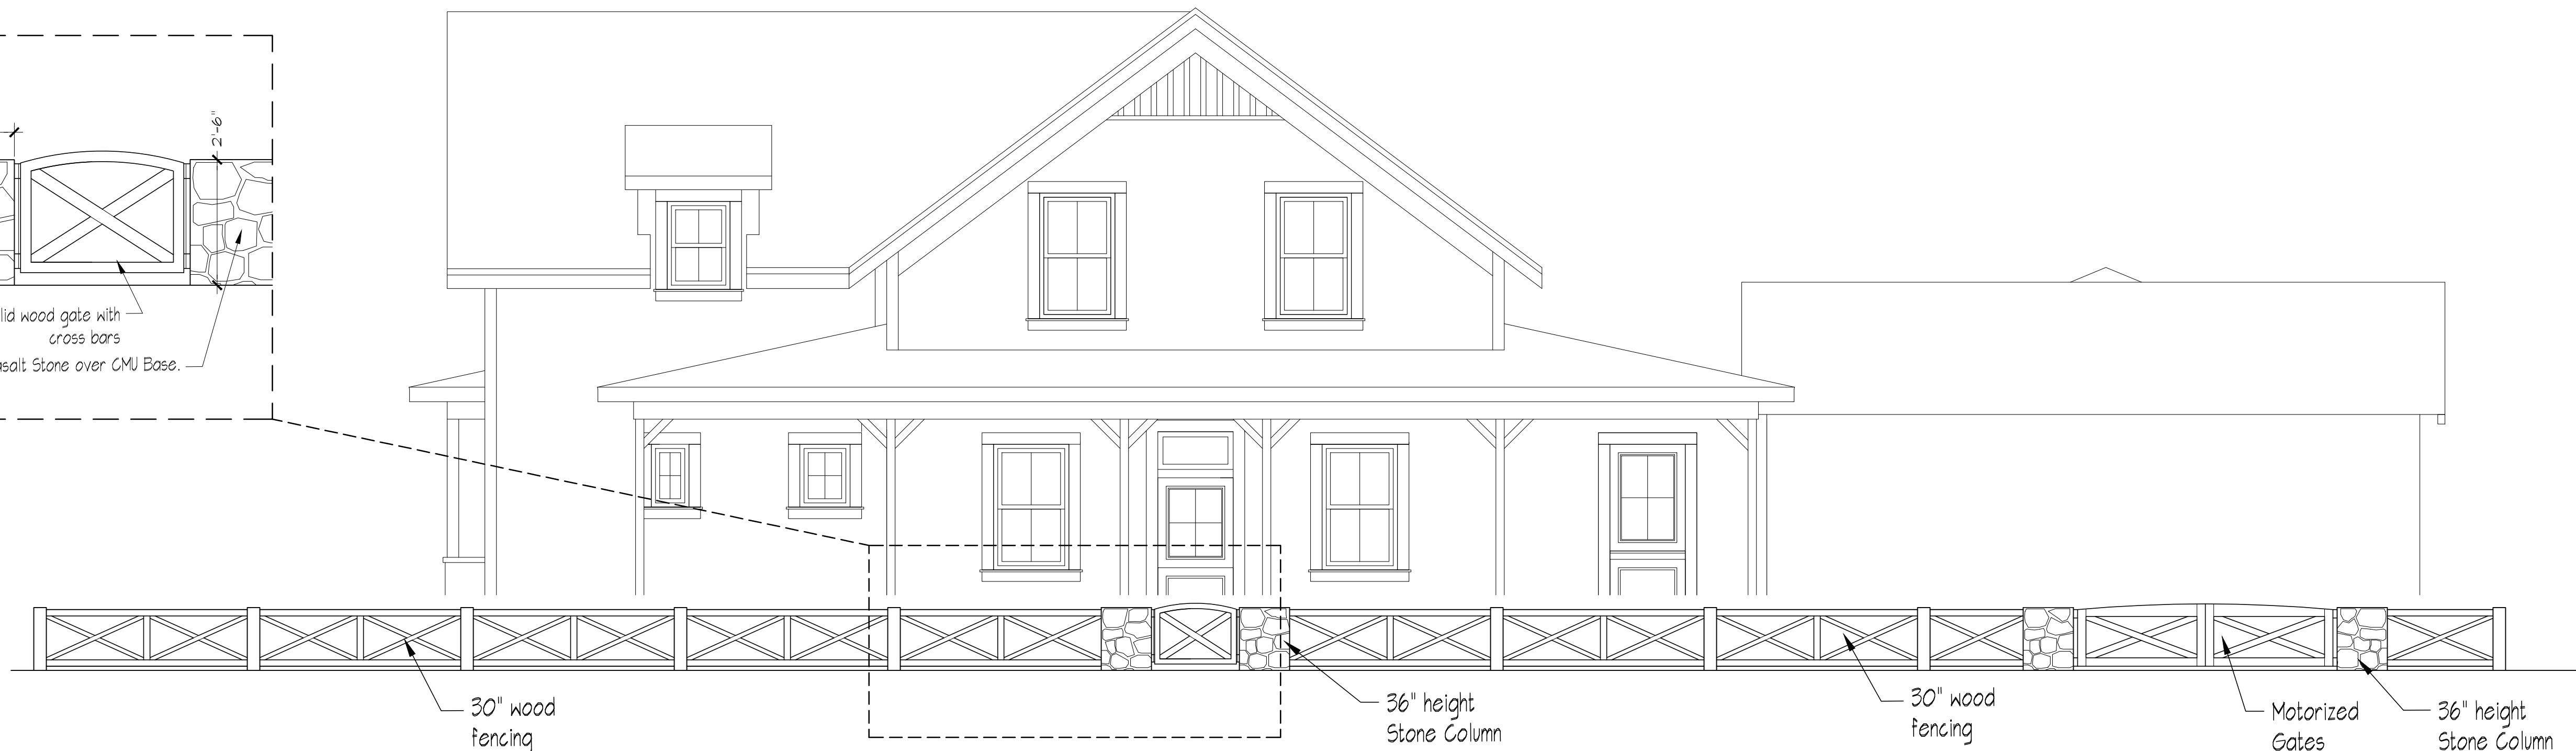 2'-6"
lid wood gate with
cross bars
asalt Stone over CMU Base.
30" wood
fencing
36" height
Stone Column
30" wood
fencing
Motorized
Gates
36" height
Stone Column